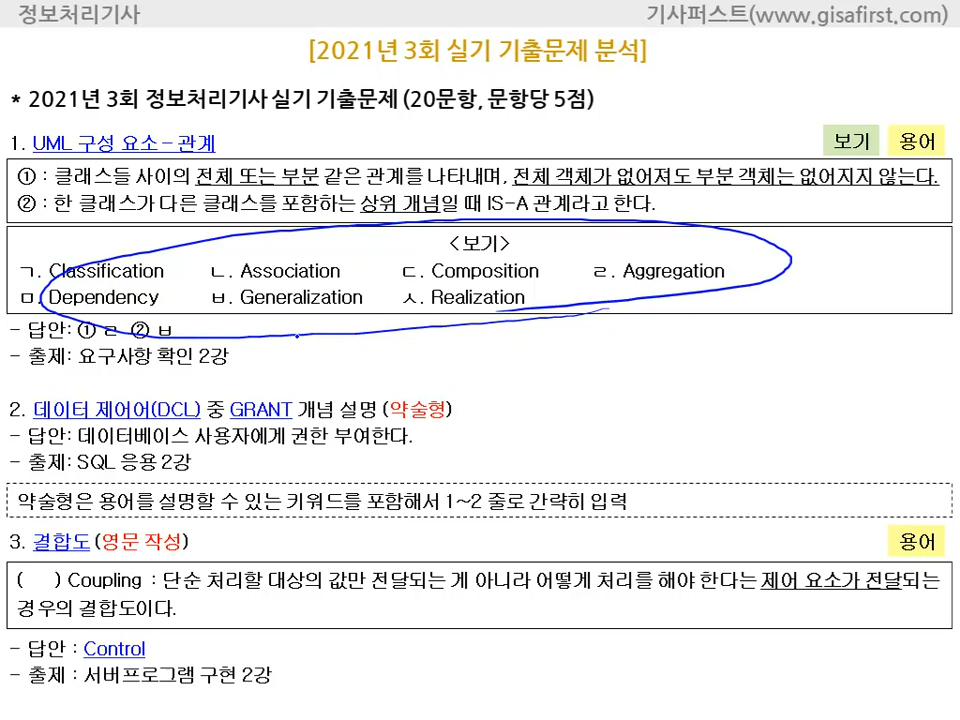 정보처리기사
기사퍼스트(www.gisafirst.com)
[2021년 3회 실기 기출문제 분석]
* 2021년 3회 정보처리기사 실기 기출문제 (20문항, 문항당 5점)
1. UML 구성 요소 - 관계
보기
용어
① : 클래스들 사이의 전체 또는 부분 같은 관계를 나타내며, 전체 객체가 없어져도 부분 객체는 없어지지 않는다.
② : 한 클래스가 다른 클래스를 포함하는 상위 개념일 때 IS-A 관계라고 한다.
<보기>
ㄱ. Classification ㄴ. Association ㄷ. Composition ㄹ. Aggregation
ㅁ. Dependency ㅂ. Generalization ㅅ. Realization
- 답안: ① ㄹ ② ㅂ
- 출제: 요구사항 확인 2강
2. 데이터 제어어(DCL) 중 GRANT 개념 설명 (약술형)
- 답안: 데이터베이스 사용자에게 권한 부여한다.
- 출제: SQL 응용 2강
약술형은 용어를 설명할 수 있는 키워드를 포함해서 1~2 줄로 간략히 입력
3. 결합도 (영문 작성)
용어
( ) Coupling : 단순 처리할 대상의 값만 전달되는 게 아니라 어떻게 처리를 해야 한다는 제어 요소가 전달되는
경우의 결합도이다.
- 답안 : Control
- 출제 : 서버프로그램 구현 2강